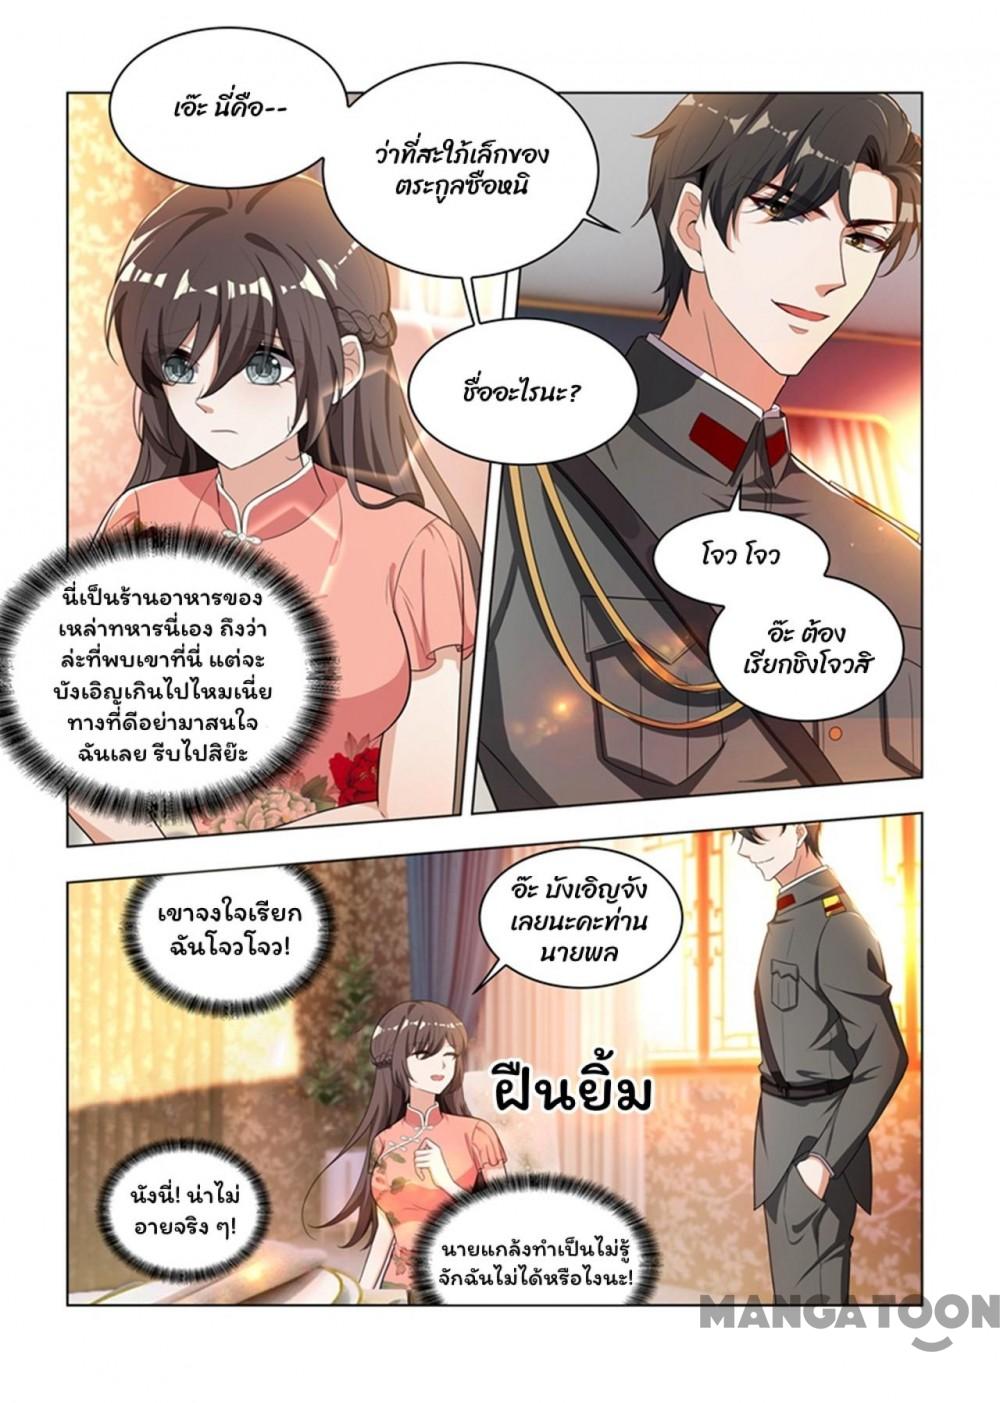 เอ๊ะ นี่คือ--
ว่าที่สะใภ้เล็กของ
ตระกูลซือหนิ
ชื่ออะไรนะ?
โจว โจว
อ๊ะ ต้อง
เรียกชิงโจวสิ
นี่เป็นร้านอาหารของ
เหล่าทหารนี่เอง ถึงว่า
ล่ะที่พบเขาที่นี่ แต่จะ
บังเอิญเกินไปไหมเนี่ย
ทางที่ดีอย่ามาสนใจ
ฉันเลย รีบไปสิย๊ะ
เขาจงใจเรียก
ฉันโจวโจว!
อ๊ะ บังเอิญจัง
เลยนะคะท่าน
นายพล
ฝืนยิ้ม
นังนี่! น่าไม่
อายจริง ๆ!
นายแกล้งทำเป็นไม่รู้
จักฉันไม่ได้หรือไงนะ!
MANGATOON